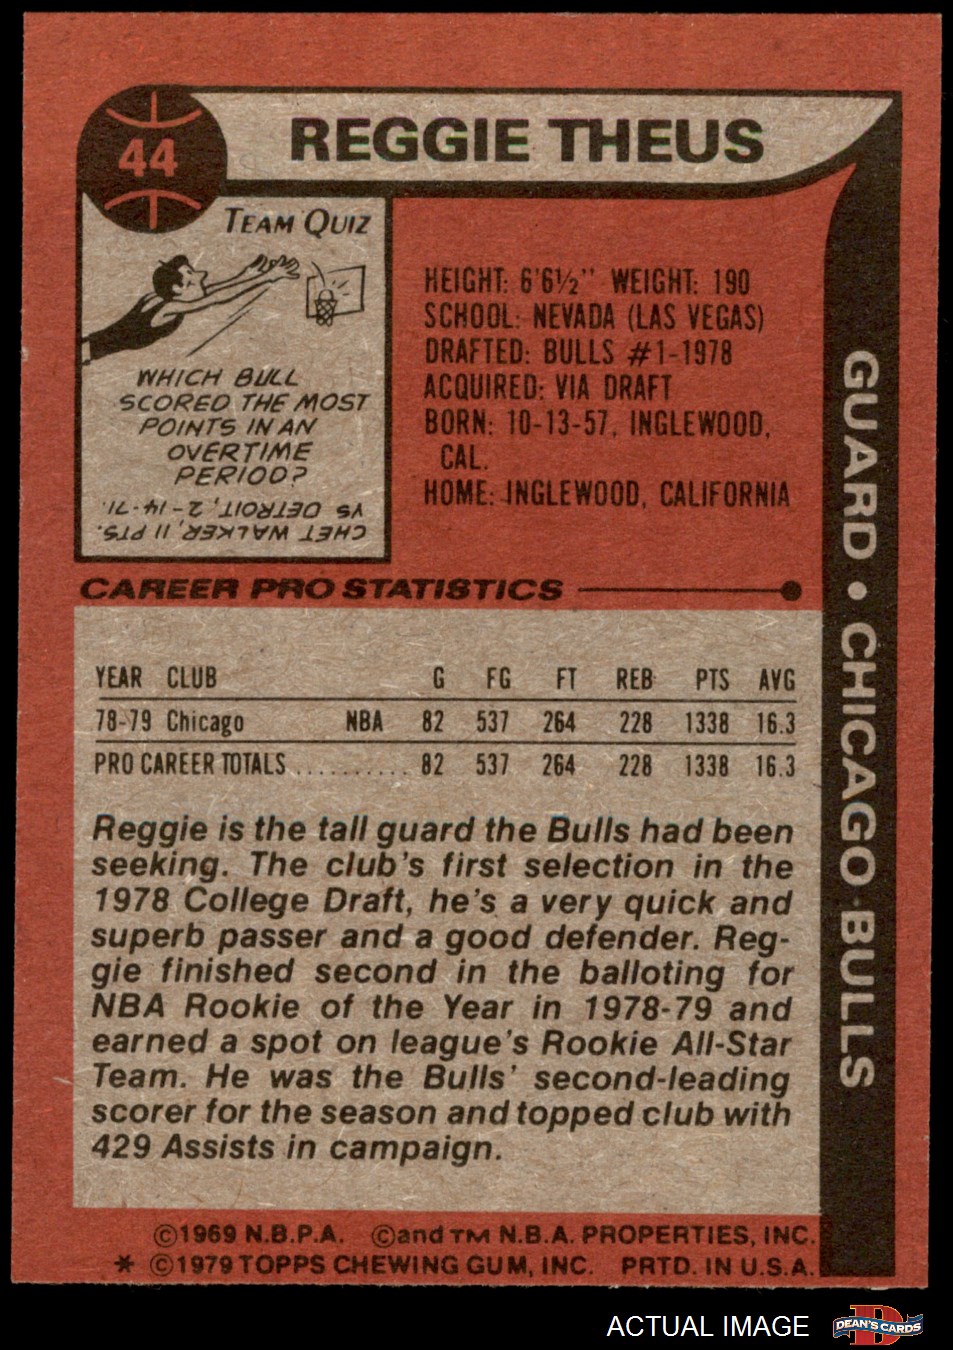 44
REGGIE THEUS
TEAM QUIZ
WHICH BULL
SCORED THE MOST
POINTS IN AN
OVERTIME
PERIOD?
CHET WALKER, 11 PTS.
VS DETROIT, 2-14-71.
HEIGHT: 6'6½" WEIGHT: 190
SCHOOL: NEVADA (LAS VEGAS)
DRAFTED: BULLS #1-1978
ACQUIRED: VIA DRAFT
BORN: 10-13-57, INGLEWOOD,
CAL.
HOME: INGLEWOOD, CALIFORNIA
GUARD • CHICAGO BULLS
CAREER PRO STATISTICS
YEAR CLUB G FG FT REB PTS AVG
78-79 Chicago NBA 82 537 264 228 1338 16.3
PRO CAREER TOTALS .......... 82 537 264 228 1338 16.3
Reggie is the tall guard the Bulls had been
seeking. The club's first selection in the
1978 College Draft, he's a very quick and
superb passer and a good defender. Reg-
gie finished second in the balloting for
NBA Rookie of the Year in 1978-79 and
earned a spot on league's Rookie All-Star
Team. He was the Bulls' second-leading
scorer for the season and topped club with
429 Assists in campaign.
©1969 N.B.P.A. ©and TM N.B.A. PROPERTIES, INC.
* ©1979 TOPPS CHEWING GUM, INC. PRTD. IN U.S.A.
ACTUAL IMAGE
D
DEAN'S CARDS